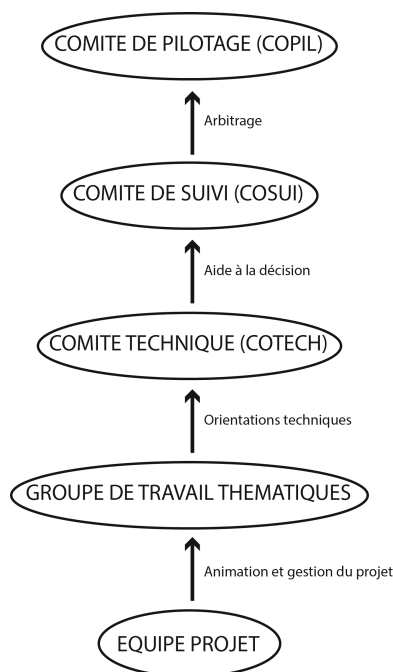 COMITE DE PILOTAGE (COPIL)
Arbitrage
COMITE DE SUIVI (COSUI)
Aide à la décision
COMITE TECHNIQUE (COTECH)
Orientations techniques
GROUPE DE TRAVAIL THEMATIQUES
Animation et gestion du projet
EQUIPE PROJET